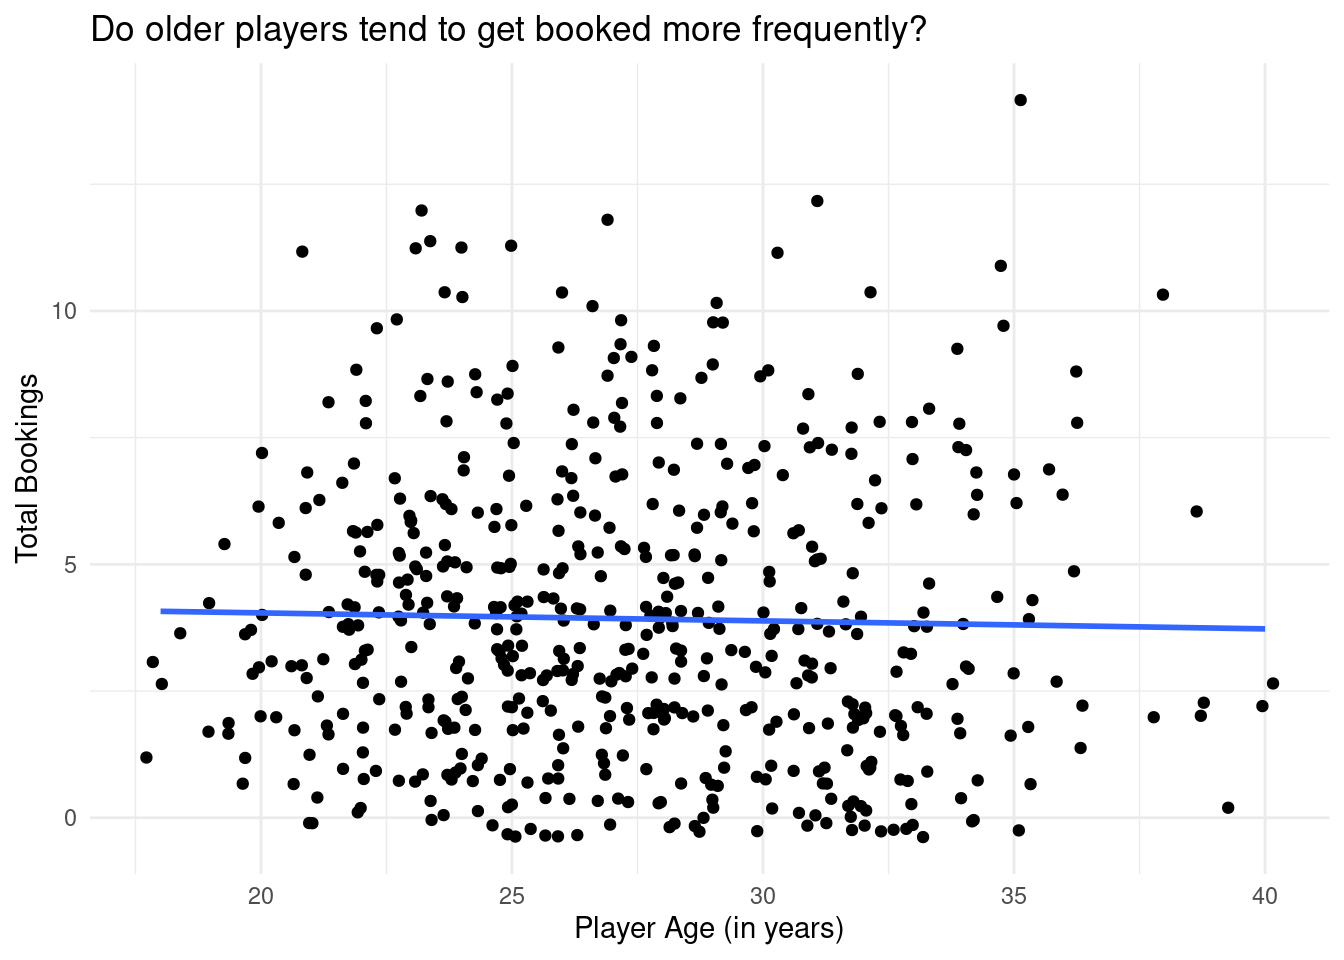 Do older players tend to get booked more frequently?
Total Bookings
10
5
0
20 25 30 35 40
Player Age (in years)